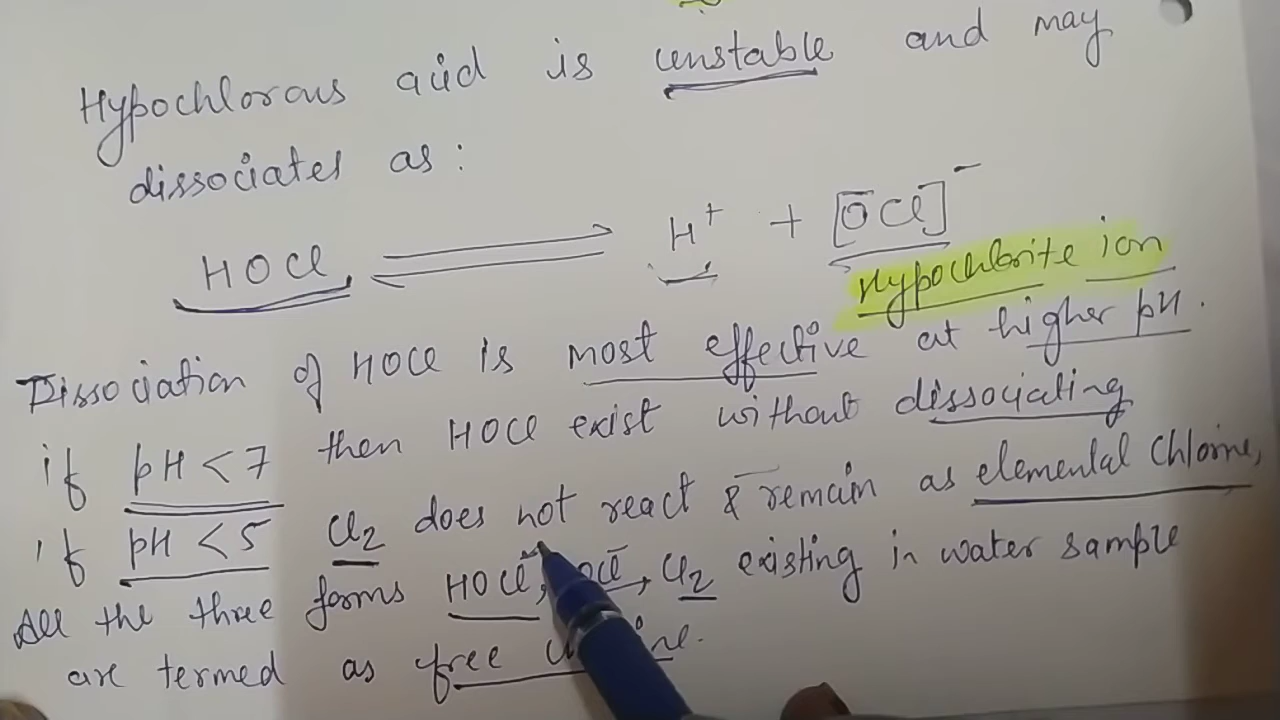 Hypochlorous acid is unstable and may
dissociates as:
HOCl ⇌ H⁺ + [OCl]⁻
Hypochlorite ion
Dissociation of HOCl is most effective at higher pH.
if pH < 7 then HOCl exist without dissociating
if pH < 5 Cl₂ does not react & remain as elemental Chlorine,
All the three forms HOCl, OCl⁻, Cl₂ existing in water sample
are termed as free